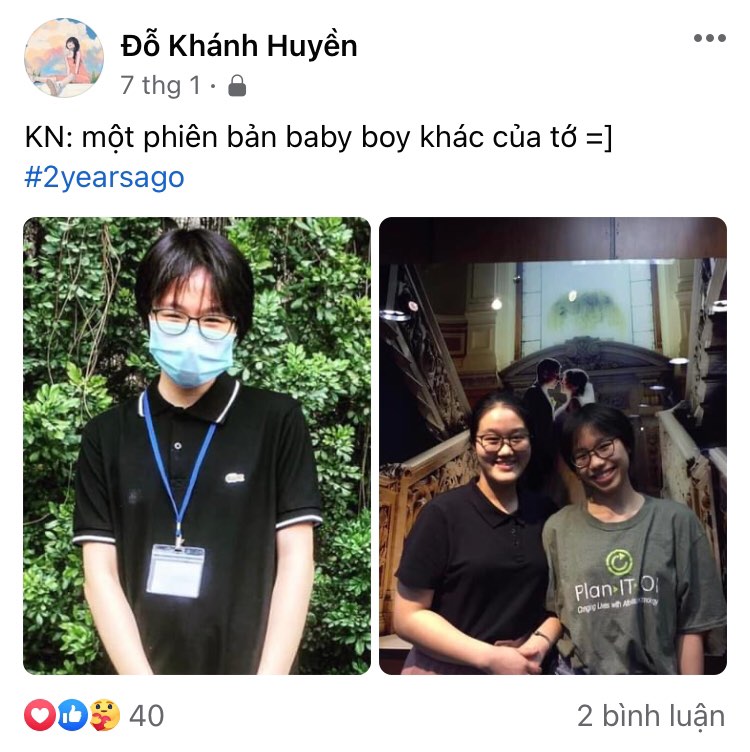 Đỗ Khánh Huyền
7 thg 1 ·
KN: một phiên bản baby boy khác của tớ =]
#2yearsago
Plan IT O
40
2 bình luận